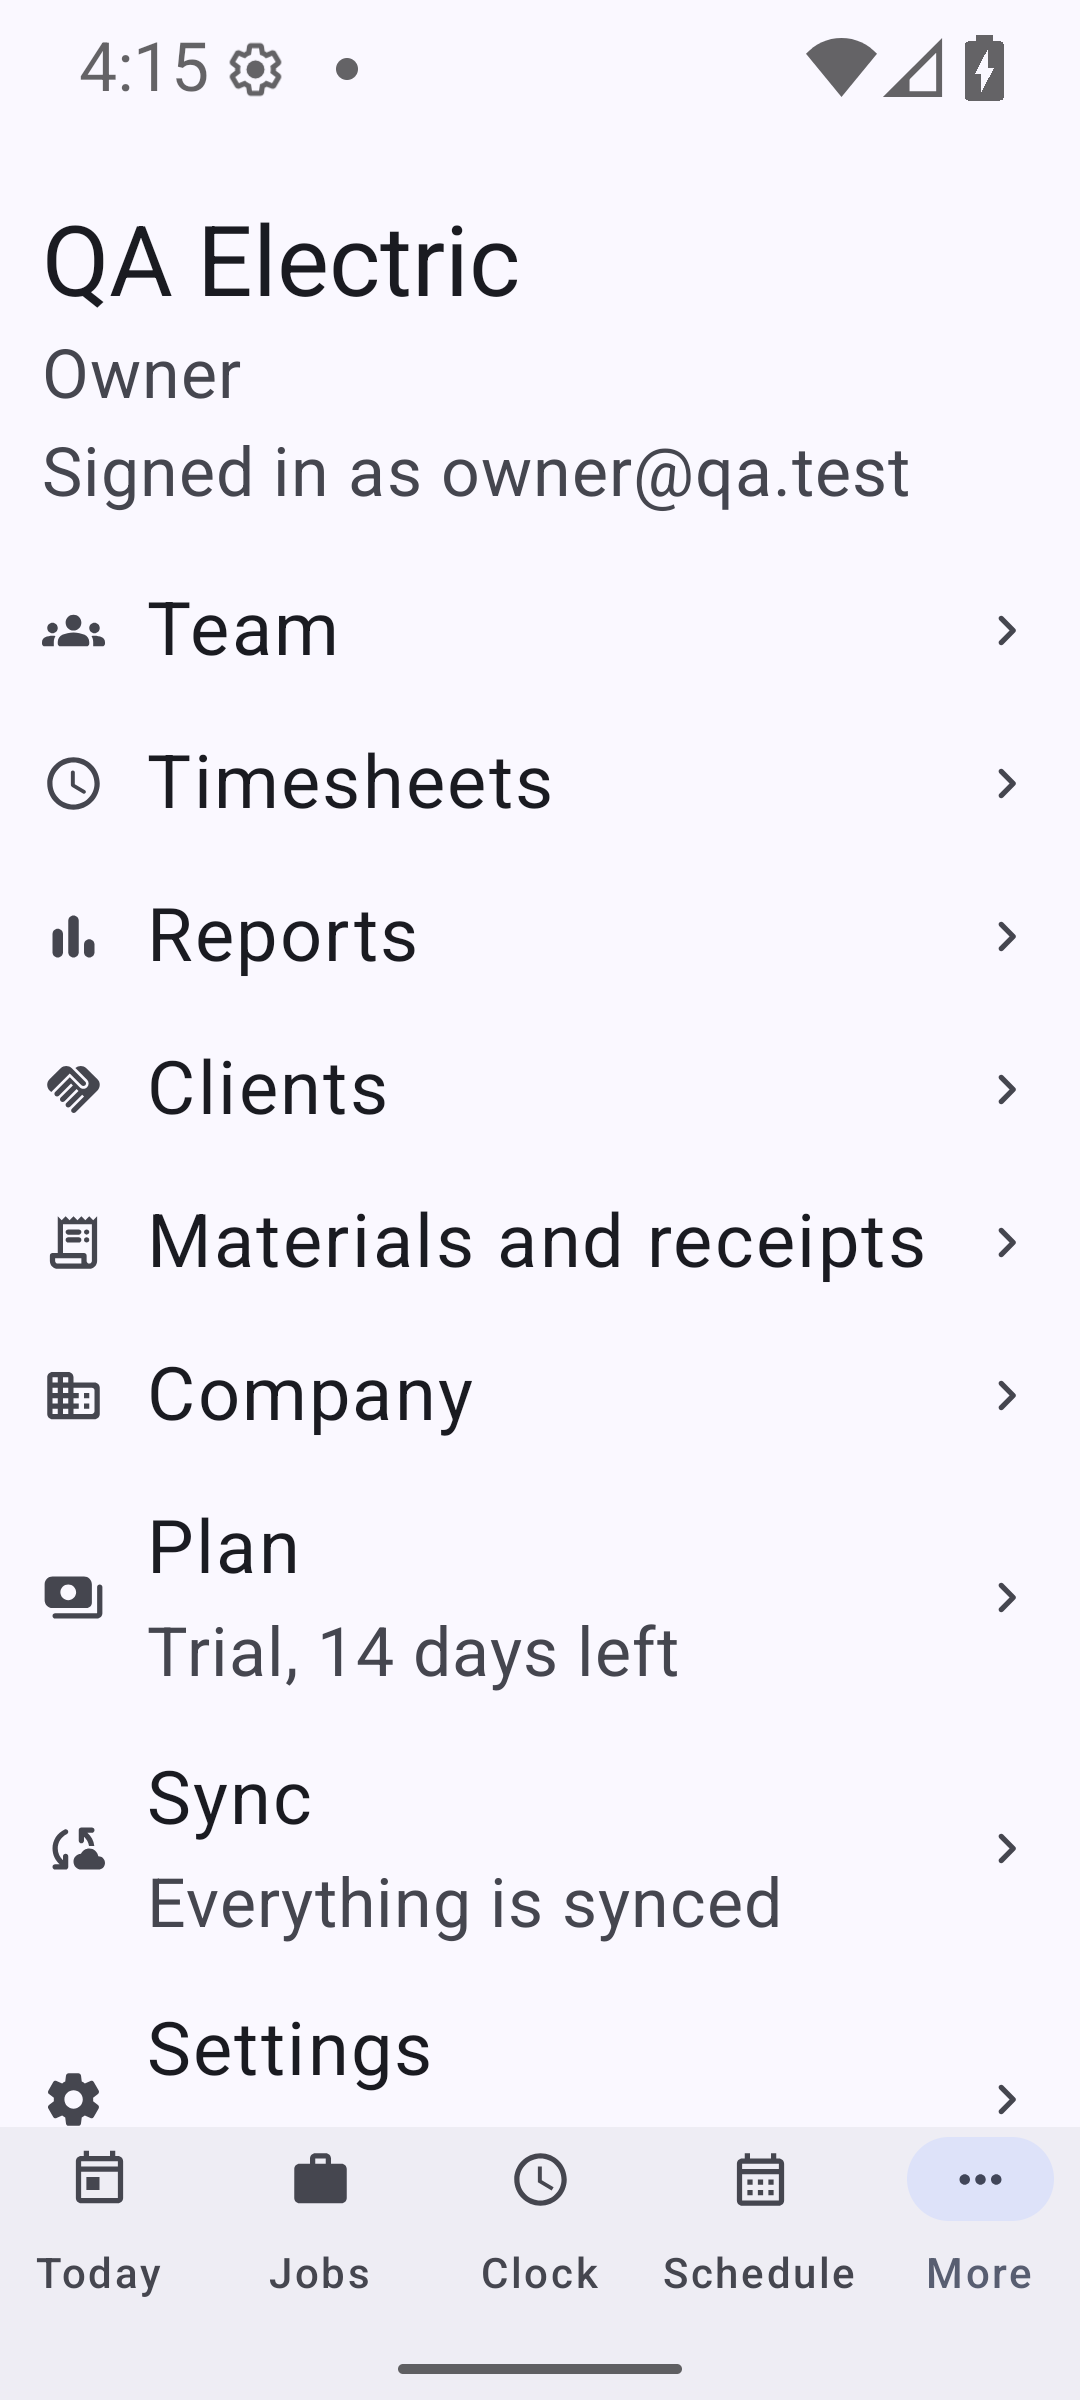 4:15
QA Electric
Owner
Signed in as owner@qa.test
Team
Timesheets
Reports
Clients
Materials and receipts
Company
Plan
Trial, 14 days left
Sync
Everything is synced
Settings
Today
Jobs
Clock
Schedule
More